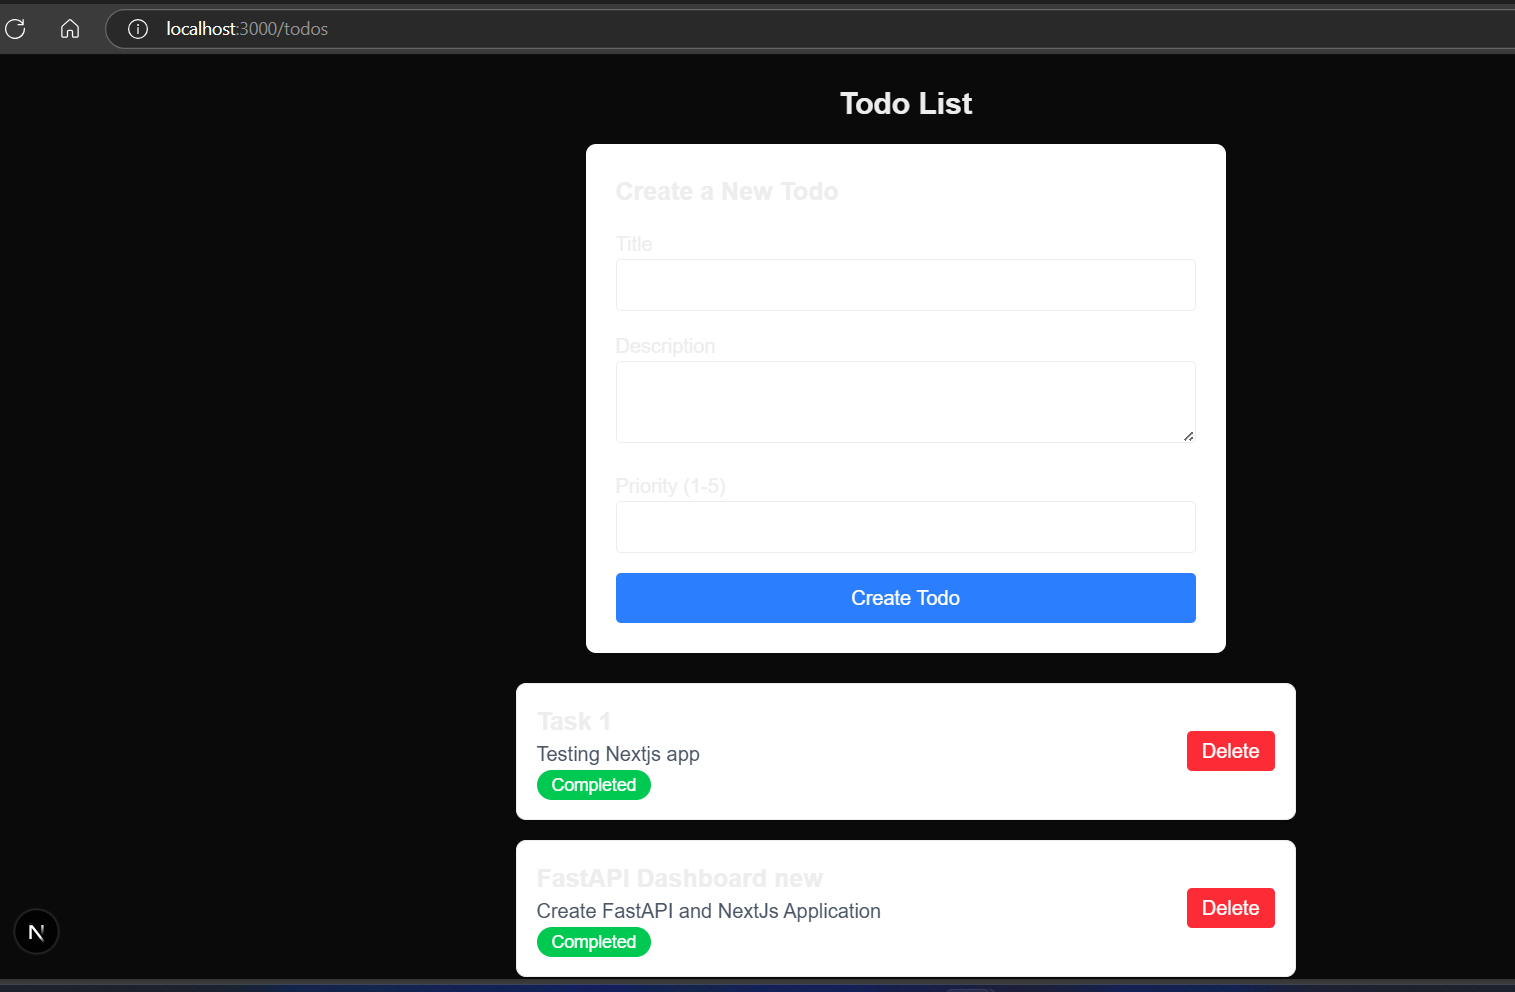 localhost:3000/todos
Todo List
Create a New Todo
Title
Description
Priority (1-5)
Create Todo
Task 1
Testing Nextjs app
Completed
Delete
FastAPI Dashboard new
Create FastAPI and NextJs Application
Completed
Delete
N